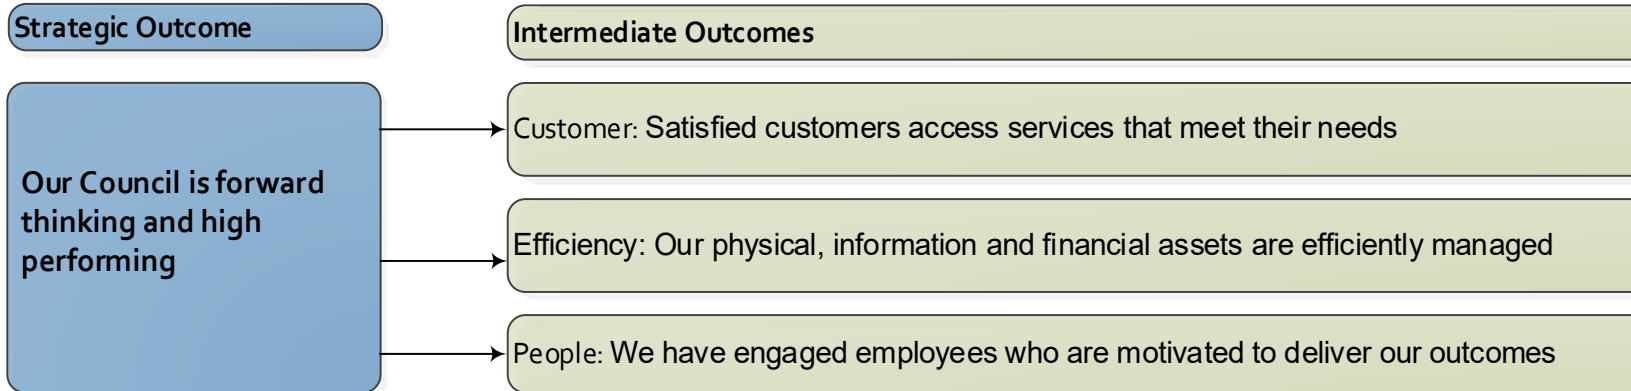 Strategic Outcome
Intermediate Outcomes
Our Council is forward
thinking and high
performing
Customer: Satisfied customers access services that meet their needs
Efficiency: Our physical, information and financial assets are efficiently managed
People: We have engaged employees who are motivated to deliver our outcomes